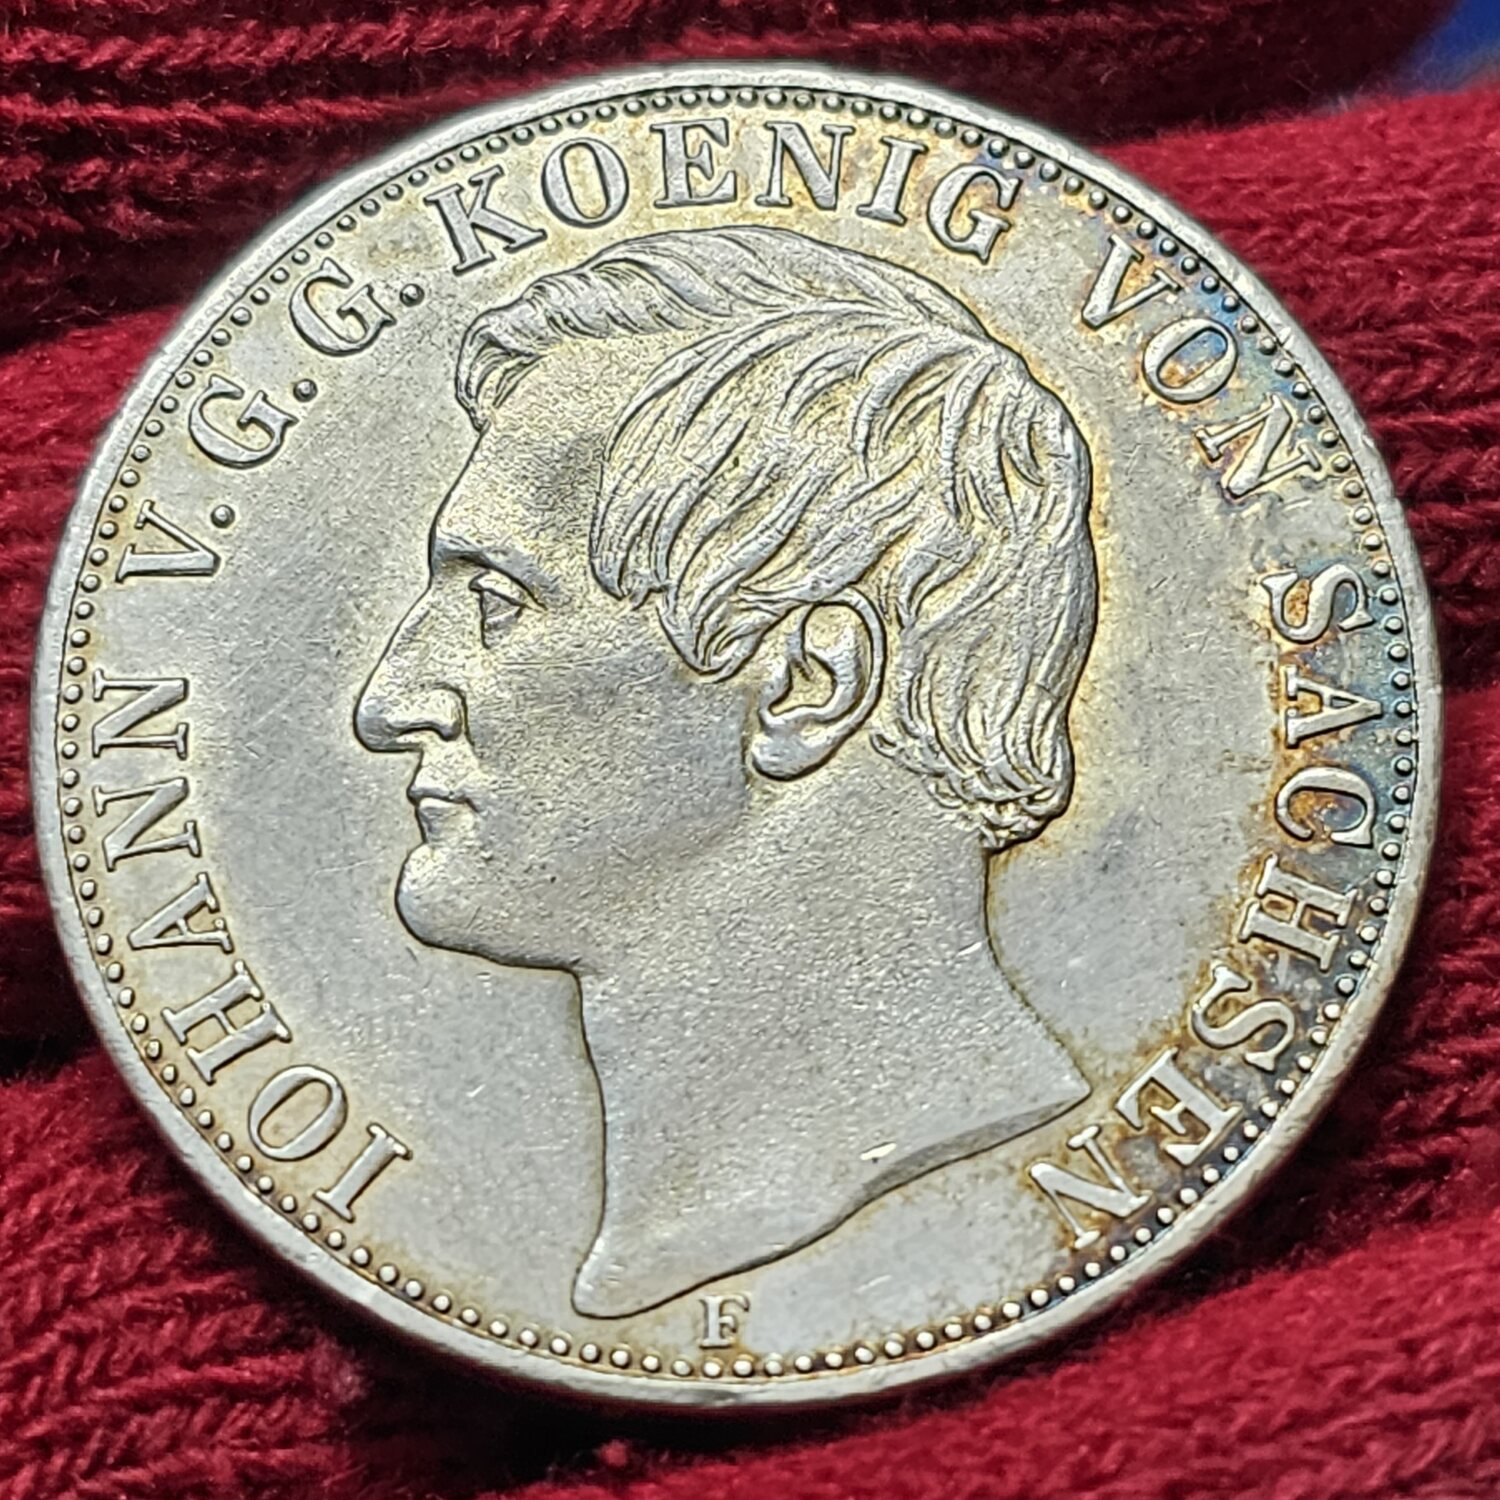 IOHANN V. G. G. KOENIG VON SACHSEN
F